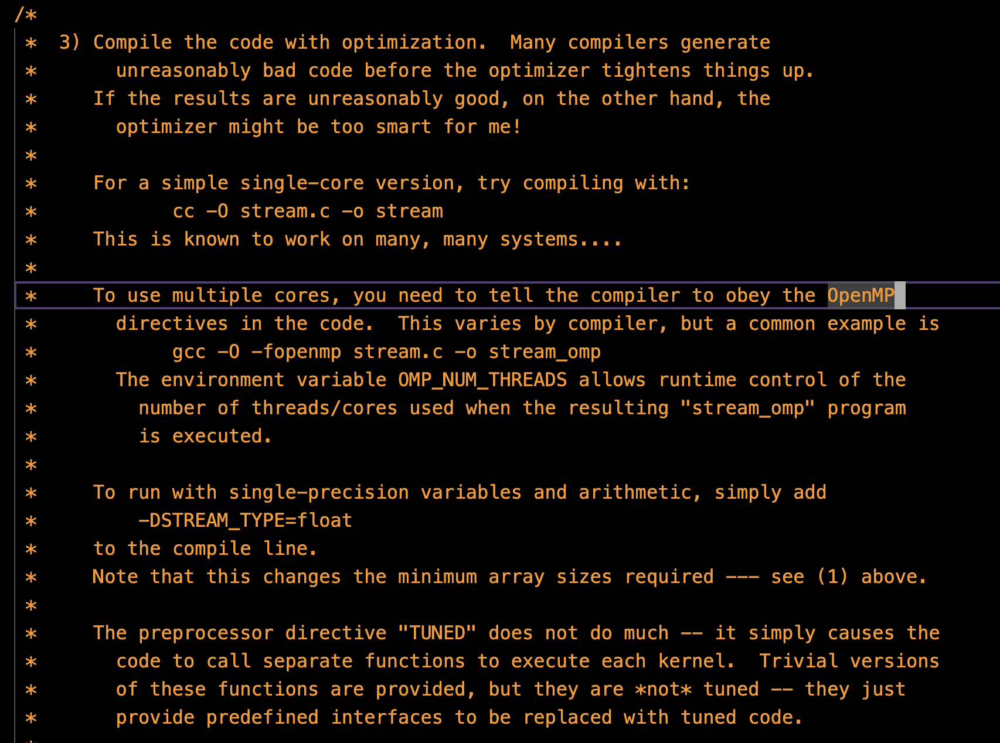 /*
 *  3) Compile the code with optimization.  Many compilers generate
 *       unreasonably bad code before the optimizer tightens things up.
 *     If the results are unreasonably good, on the other hand, the
 *       optimizer might be too smart for me!
 *
 *     For a simple single-core version, try compiling with:
 *            cc -O stream.c -o stream
 *     This is known to work on many, many systems....
 *
 *     To use multiple cores, you need to tell the compiler to obey the OpenMP
 *       directives in the code.  This varies by compiler, but a common example is
 *            gcc -O -fopenmp stream.c -o stream_omp
 *       The environment variable OMP_NUM_THREADS allows runtime control of the
 *         number of threads/cores used when the resulting "stream_omp" program
 *         is executed.
 *
 *     To run with single-precision variables and arithmetic, simply add
 *         -DSTREAM_TYPE=float
 *     to the compile line.
 *     Note that this changes the minimum array sizes required --- see (1) above.
 *
 *     The preprocessor directive "TUNED" does not do much -- it simply causes the
 *       code to call separate functions to execute each kernel.  Trivial versions
 *       of these functions are provided, but they are *not* tuned -- they just
 *       provide predefined interfaces to be replaced with tuned code.
 *